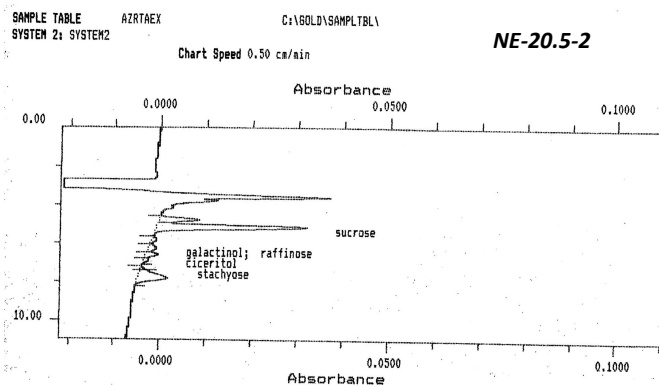 SAMPLE TABLE AZRTAEX C:\GOLD\SAMPLTBL\
SYSTEM 2: SYSTEM2
NE-20.5-2
Chart Speed 0.50 cm/min
Absorbance
0.0000 0.0500 0.1000
0.00
sucrose
galactinol; raffinose
ciceritol
stachyose
10.00
0.0000 0.0500 0.1000
Absorbance